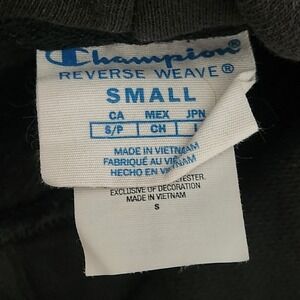 Champion
REVERSE WEAVE®
SMALL
CA MEX JPN
S/P CH L
MADE IN VIETNAM
FABRIQUÉ AU
HECHO EN VIETNAM
EXCLUSIVE OF DECORATION
MADE IN VIETNAM
S